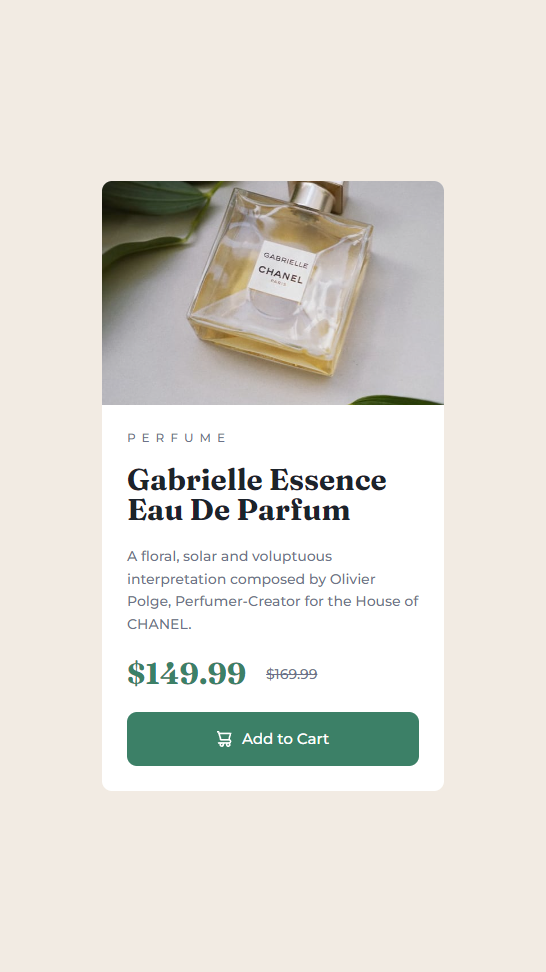 GABRIELLE
CHANEL
PARIS
PERFUME
Gabrielle Essence
Eau De Parfum
A floral, solar and voluptuous
interpretation composed by Olivier
Polge, Perfumer-Creator for the House of
CHANEL.
$149.99 $169.99
Add to Cart